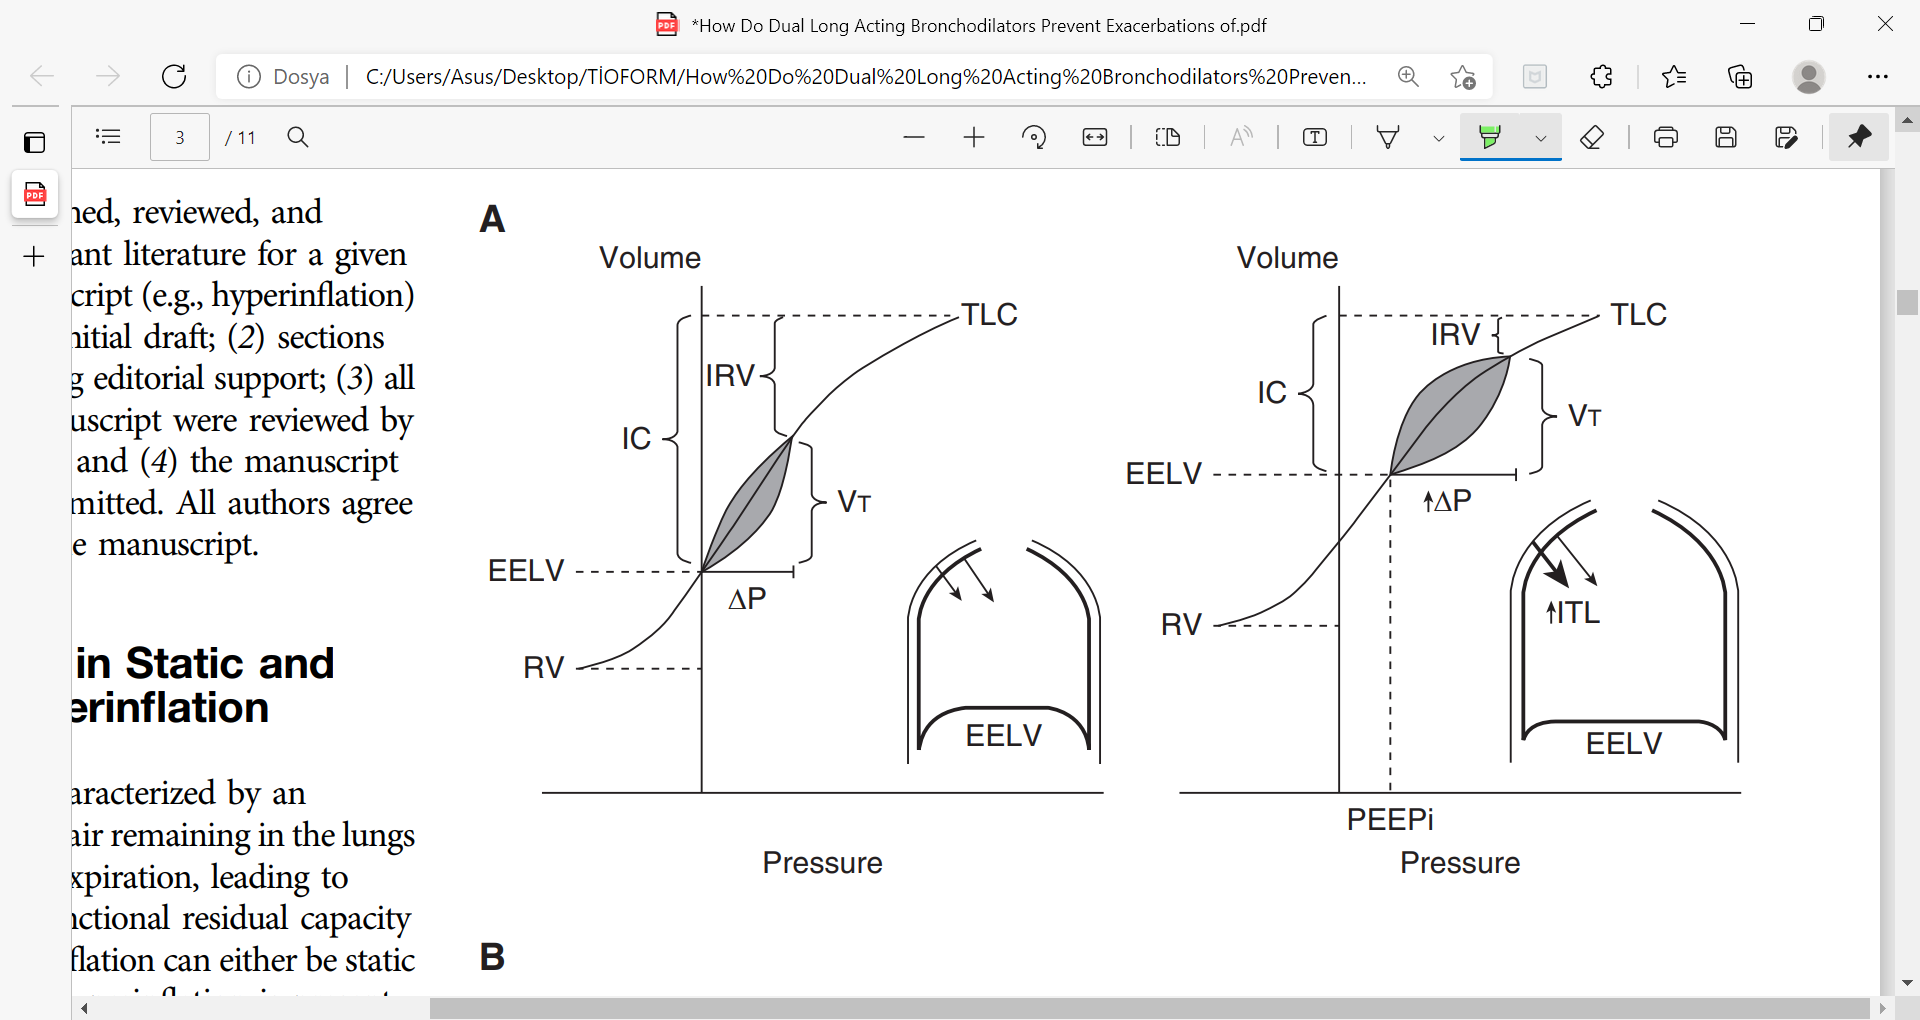 *How Do Dual Long Acting Bronchodilators Prevent Exacerbations of.pdf
Dosya
C:/Users/Asus/Desktop/TİOFORM/How%20Do%20Dual%20Long%20Acting%20Bronchodilators%20Preven...
3 / 11
ned, reviewed, and
ant literature for a given
cript (e.g., hyperinflation)
nitial draft; (2) sections
g editorial support; (3) all
uscript were reviewed by
and (4) the manuscript
mitted. All authors agree
e manuscript.
in Static and
erinflation
aracterized by an
air remaining in the lungs
xpiration, leading to
nctional residual capacity
flation can either be static
A
Volume
TLC
IRV
IC
VT
EELV
ΔP
RV
EELV
Pressure
Volume
TLC
IRV
IC
VT
EELV
↑ΔP
RV
↑ITL
EELV
PEEPi
Pressure
B